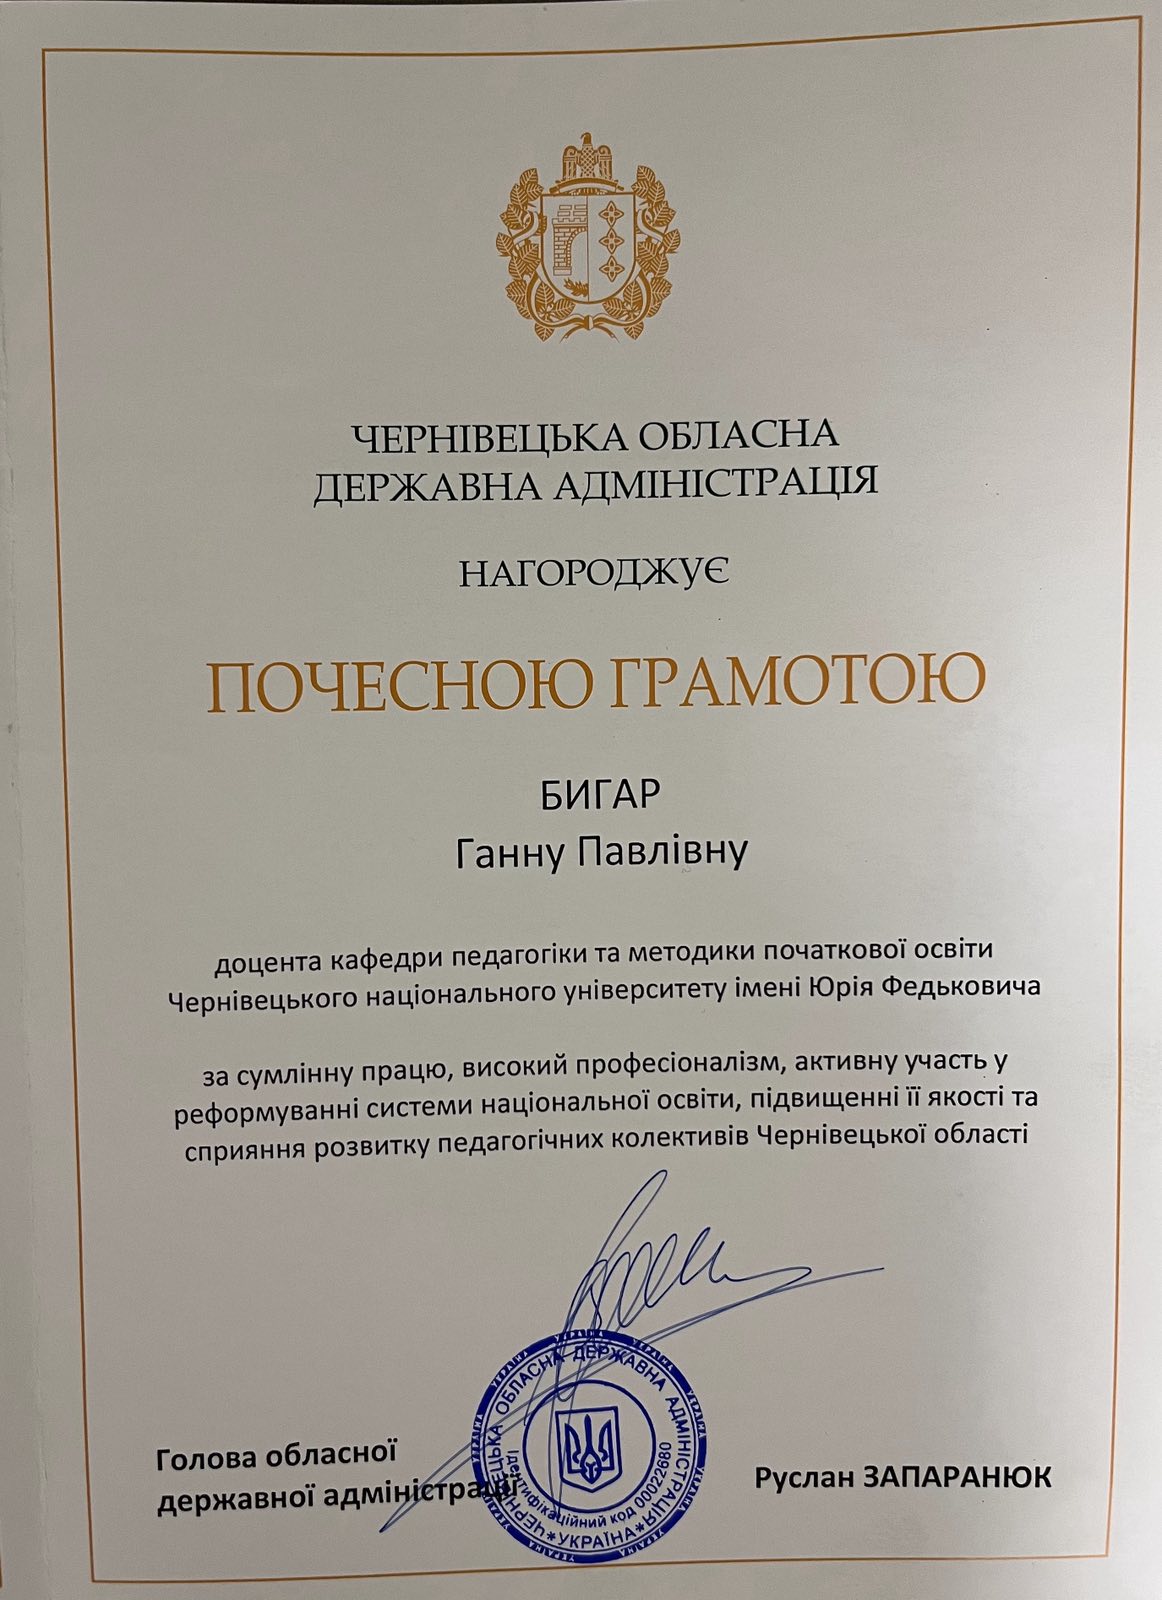 ЧЕРНІВЕЦЬКА ОБЛАСНА
ДЕРЖАВНА АДМІНІСТРАЦІЯ
НАГОРОДЖУЄ
ПОЧЕСНОЮ ГРАМОТОЮ
БИГАР
Ганну Павлівну
доцента кафедри педагогіки та методики початкової освіти
Чернівецького національного університету імені Юрія Федьковича
за сумлінну працю, високий професіоналізм, активну участь у
реформуванні системи національної освіти, підвищенні її якості та
сприяння розвитку педагогічних колективів Чернівецької області
Голова обласної
державної адміністрації
Руслан ЗАПАРАНЮК
ЧЕРНІВЕЦЬКА ОБЛАСНА ДЕРЖАВНА АДМІНІСТРАЦІЯ
* УКРАЇНА *
Ідентифікаційний код 00022680